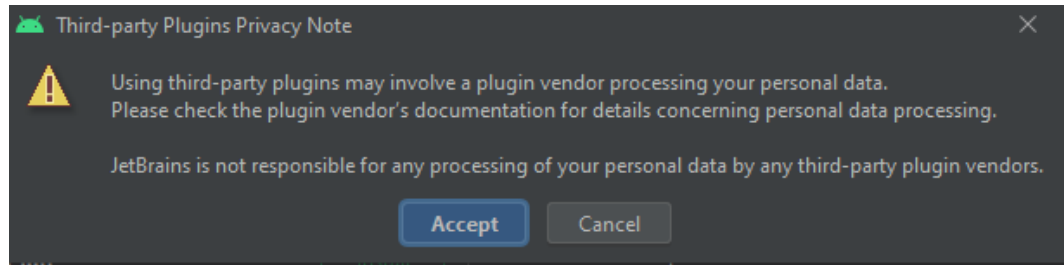 Third-party Plugins Privacy Note
Using third-party plugins may involve a plugin vendor processing your personal data.
Please check the plugin vendor's documentation for details concerning personal data processing.
JetBrains is not responsible for any processing of your personal data by any third-party plugin vendors.
Accept Cancel